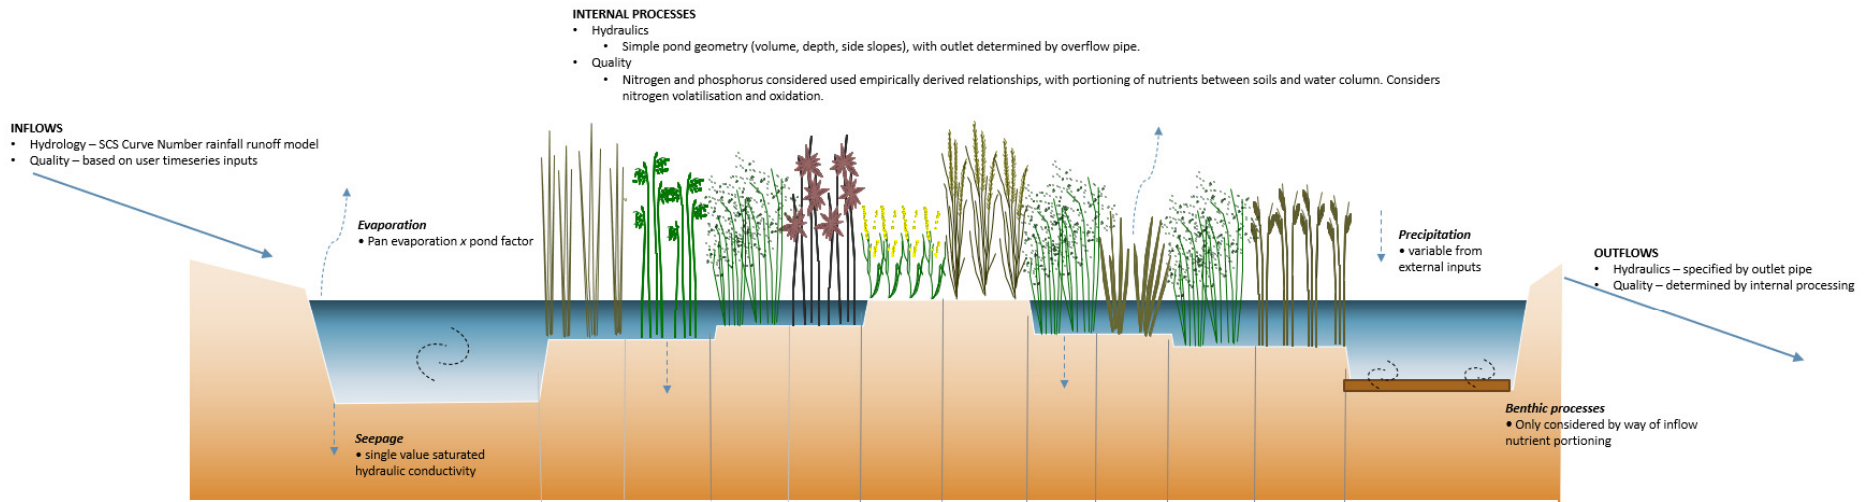 INTERNAL PROCESSES
• Hydraulics
• Simple pond geometry (volume, depth, side slopes), with outlet determined by overflow pipe.
• Quality
• Nitrogen and phosphorus considered used empirically derived relationships, with portioning of nutrients between soils and water column. Considers
nitrogen volatilisation and oxidation.
INFLOWS
• Hydrology – SCS Curve Number rainfall runoff model
• Quality – based on user timeseries inputs
Evaporation
• Pan evaporation x pond factor
Precipitation
• variable from
external inputs
OUTFLOWS
• Hydraulics – specified by outlet pipe
• Quality – determined by internal processing
Seepage
• single value saturated
hydraulic conductivity
Benthic processes
• Only considered by way of inflow
nutrient portioning